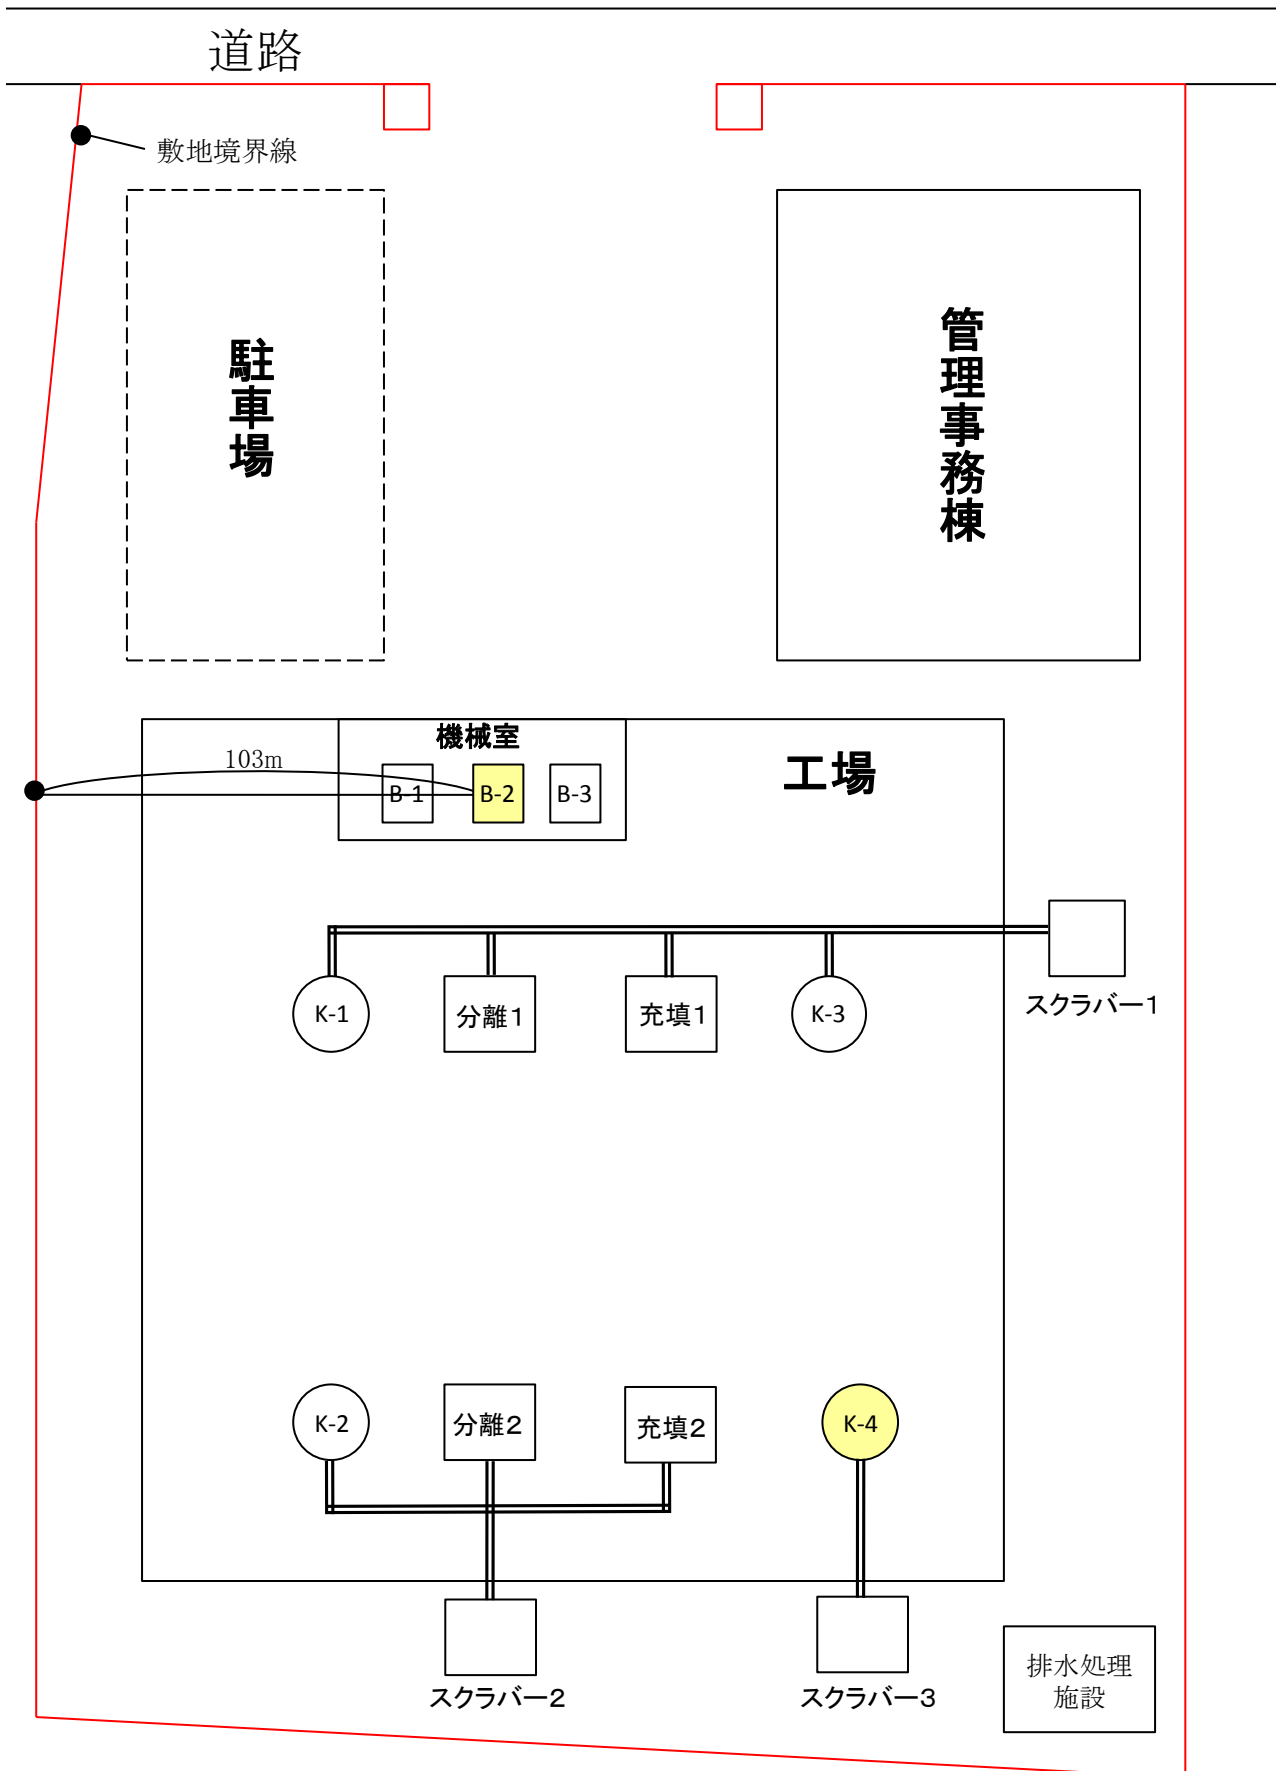 道路
敷地境界線
駐車場
管理事務棟
機械室
工場
103m
B-1
B-2
B-3
K-1
分離1
充填1
K-3
スクラバー1
K-2
分離2
充填2
K-4
スクラバー2
スクラバー3
排水処理
施設